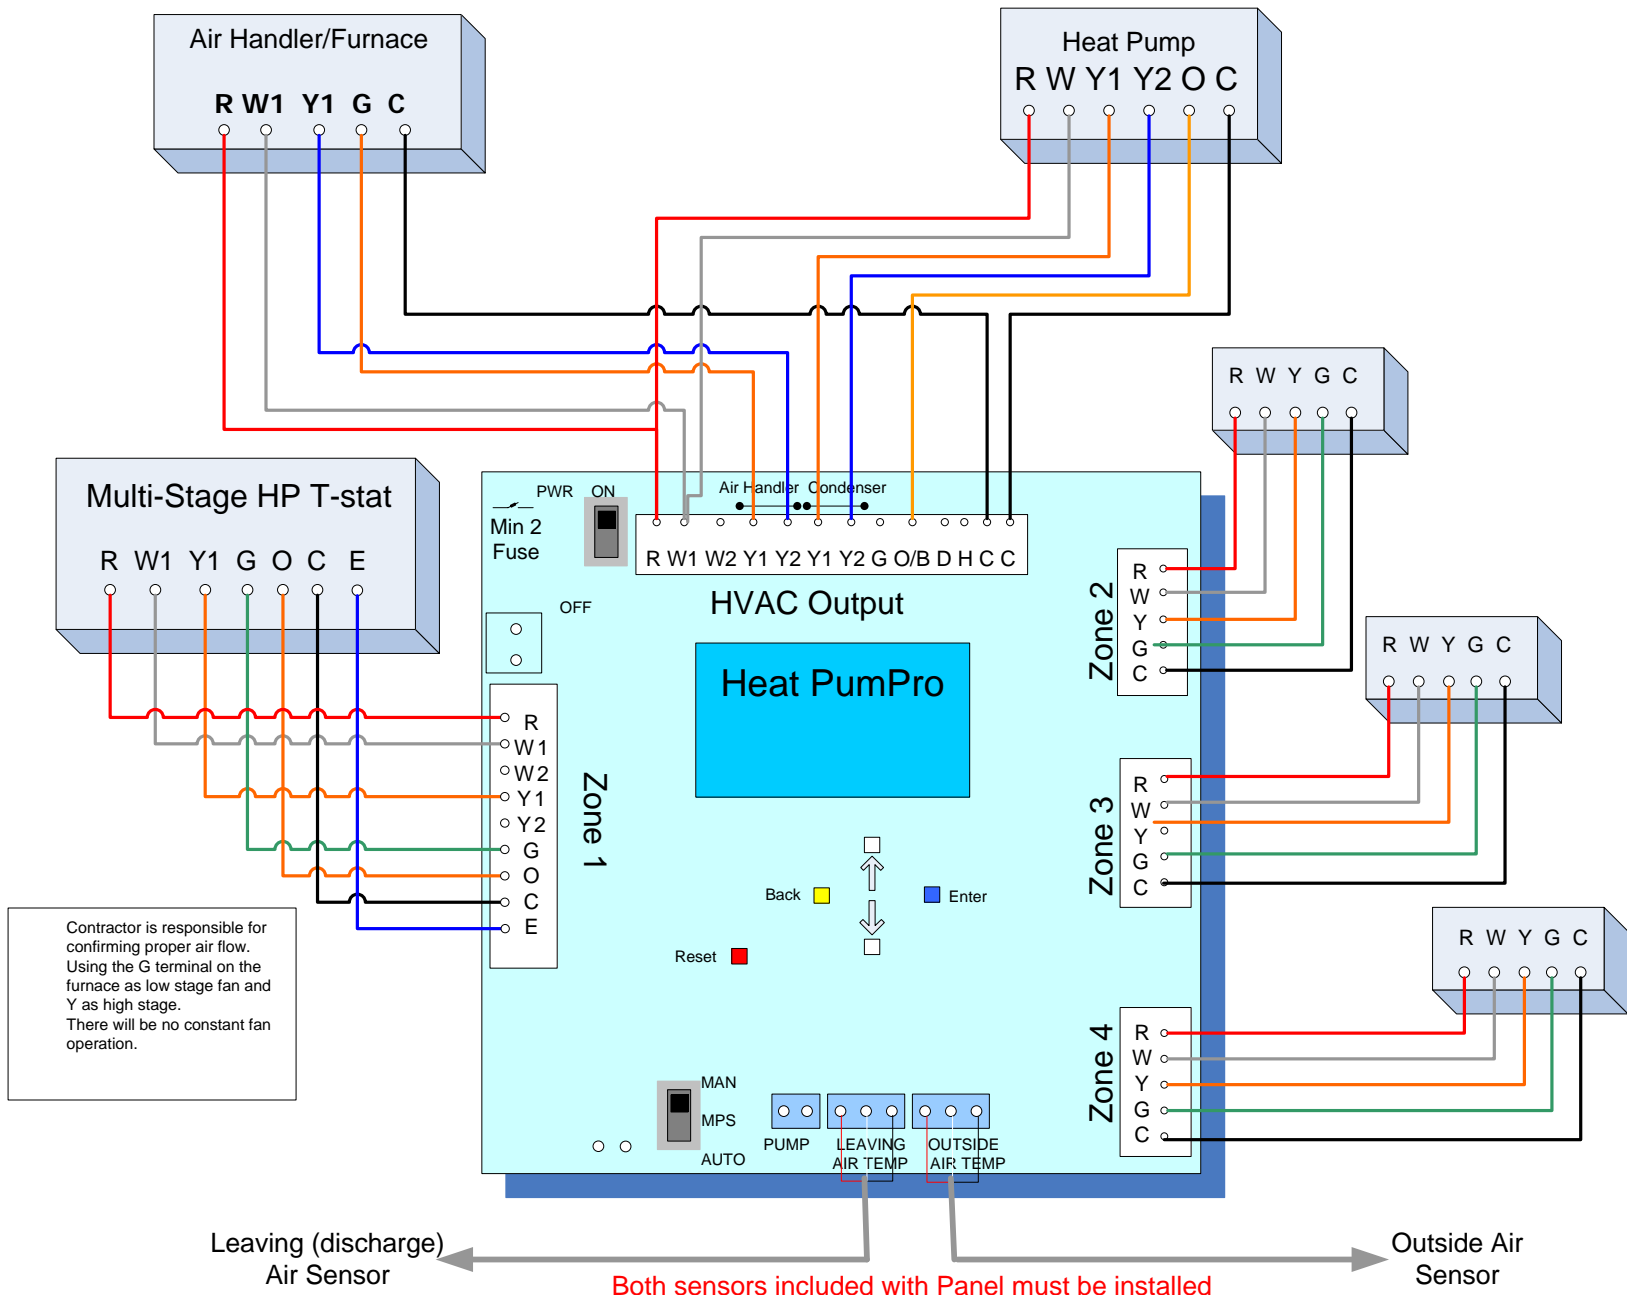 Air Handler/Furnace
R W1 Y1 G C
Heat Pump
R W Y1 Y2 O C
R W Y G C
Multi-Stage HP T-stat
R W1 Y1 G O C E
PWR ON
Min 2
Fuse
OFF
Air Handler Condenser
R W1 W2 Y1 Y2 Y1 Y2 G O/B D H C C
HVAC Output
Heat PumPro
Zone 1
R
W1
W2
Y1
Y2
G
O
C
E
Zone 2
R
W
Y
G
C
R W Y G C
Zone 3
R
W
Y
G
C
Back
Enter
Reset
Contractor is responsible for
confirming proper air flow.
Using the G terminal on the
furnace as low stage fan and
Y as high stage.
There will be no constant fan
operation.
R W Y G C
Zone 4
R
W
Y
G
C
MAN
MPS
AUTO
PUMP
LEAVING
AIR TEMP
OUTSIDE
AIR TEMP
Leaving (discharge)
Air Sensor
Outside Air
Sensor
Both sensors included with Panel must be installed